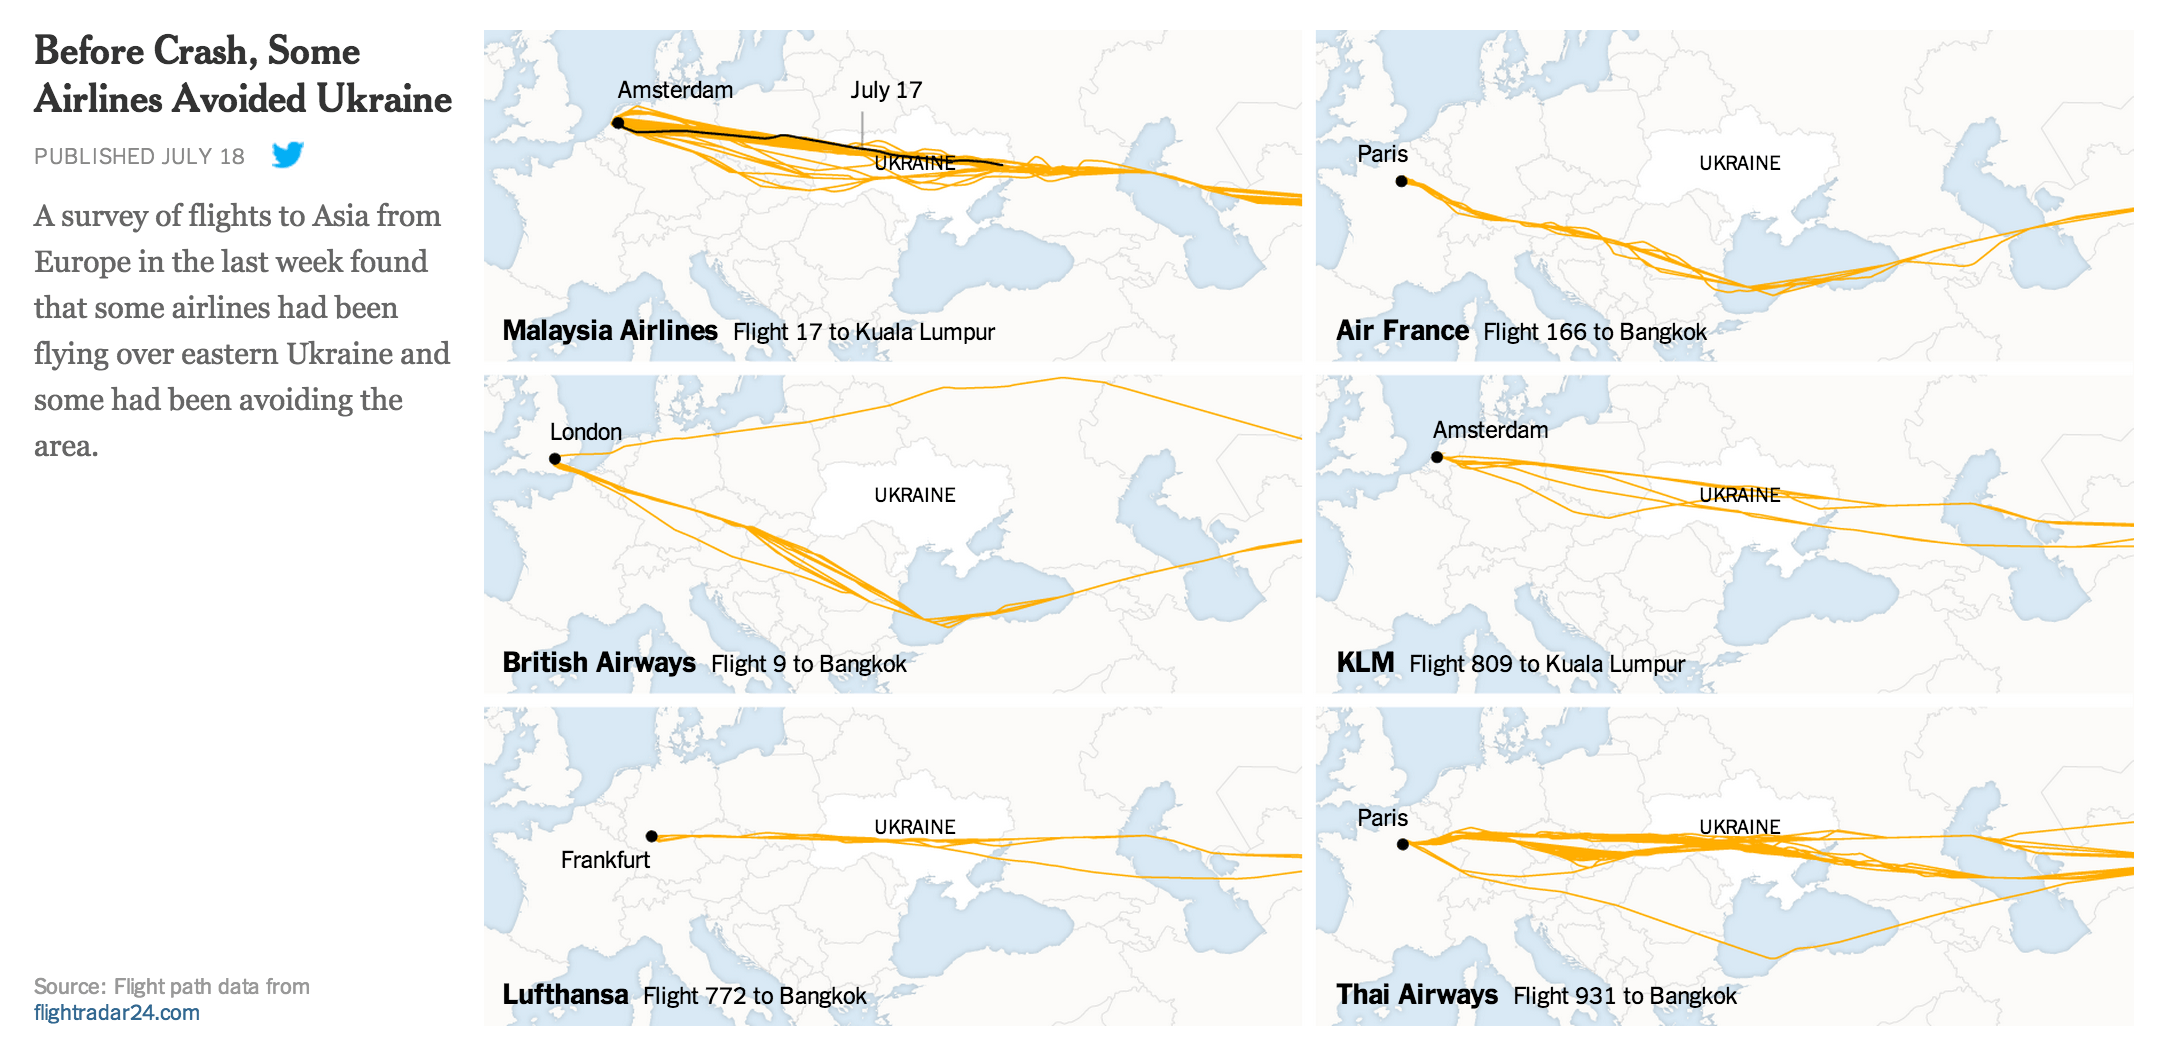 Before Crash, Some
Airlines Avoided Ukraine
PUBLISHED JULY 18
A survey of flights to Asia from
Europe in the last week found
that some airlines had been
flying over eastern Ukraine and
some had been avoiding the
area.
Source: Flight path data from
flightradar24.com
Amsterdam
July 17
UKRAINE
Malaysia Airlines Flight 17 to Kuala Lumpur
Paris
UKRAINE
Air France Flight 166 to Bangkok
London
UKRAINE
British Airways Flight 9 to Bangkok
Amsterdam
UKRAINE
KLM Flight 809 to Kuala Lumpur
UKRAINE
Frankfurt
Lufthansa Flight 772 to Bangkok
Paris
UKRAINE
Thai Airways Flight 931 to Bangkok